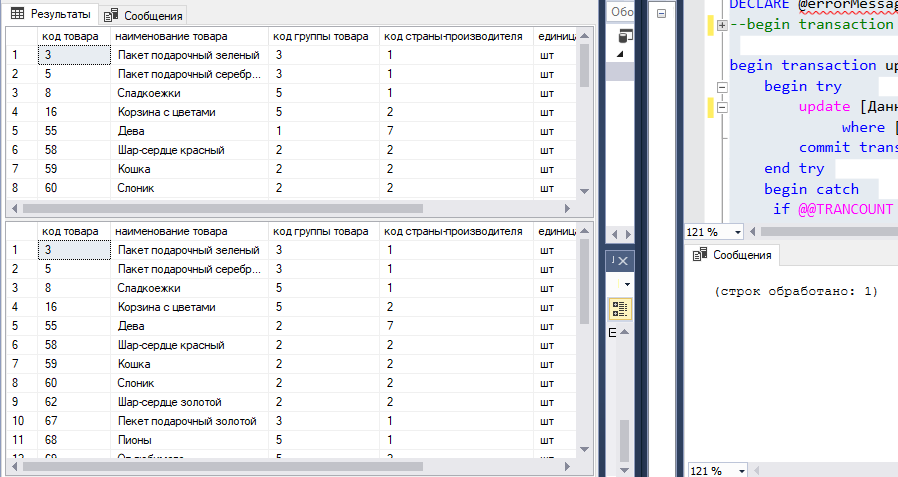 Результаты Сообщения
код товара наименование товара код группы товара код страны-производителя единица
1 3 Пакет подарочный зеленый 3 1 шт
2 5 Пакет подарочный серебр... 3 1 шт
3 8 Сладкоежки 5 1 шт
4 16 Корзина с цветами 5 2 шт
5 55 Дева 1 7 шт
6 58 Шар-сердце красный 2 2 шт
7 59 Кошка 2 2 шт
8 60 Слоник 2 2 шт
код товара наименование товара код группы товара код страны-производителя единица
1 3 Пакет подарочный зеленый 3 1 шт
2 5 Пакет подарочный серебр... 3 1 шт
3 8 Сладкоежки 5 1 шт
4 16 Корзина с цветами 5 2 шт
5 55 Дева 2 7 шт
6 58 Шар-сердце красный 2 2 шт
7 59 Кошка 2 2 шт
8 60 Слоник 2 2 шт
9 62 Шар-сердце золотой 2 2 шт
10 67 Пекет подарочный золотой 3 1 шт
11 68 Пионы 5 1 шт
Обо
DECLARE @errorMessag
--begin transaction
begin transaction up
begin try
update [Данн
where [
commit trans
end try
begin catch
if @@TRANCOUNT
121 %
Сообщения
(строк обработано: 1)
121 %